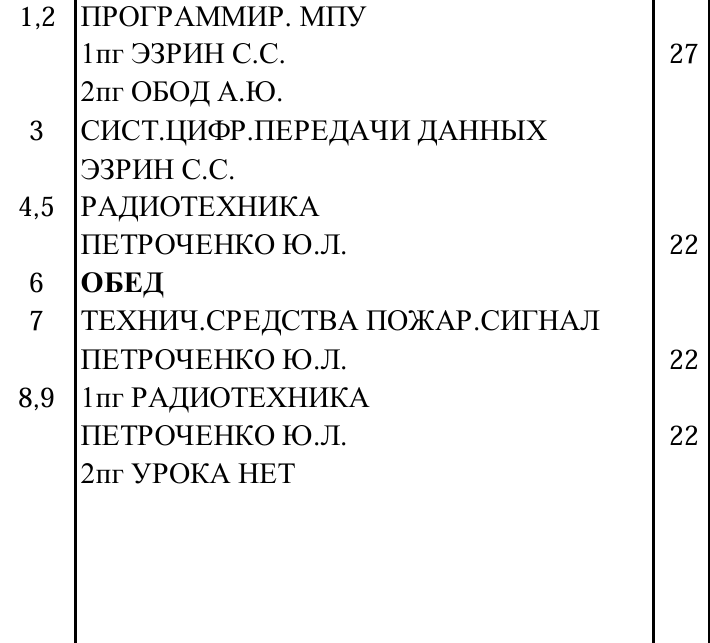 1,2 ПРОГРАММИР. МПУ
1пг ЭЗРИН С.С. 27
2пг ОБОД А.Ю.
3 СИСТ.ЦИФР.ПЕРЕДАЧИ ДАННЫХ
ЭЗРИН С.С.
4,5 РАДИОТЕХНИКА
ПЕТРОЧЕНКО Ю.Л. 22
6 ОБЕД
7 ТЕХНИЧ.СРЕДСТВА ПОЖАР.СИГНАЛ
ПЕТРОЧЕНКО Ю.Л. 22
8,9 1пг РАДИОТЕХНИКА
ПЕТРОЧЕНКО Ю.Л. 22
2пг УРОКА НЕТ